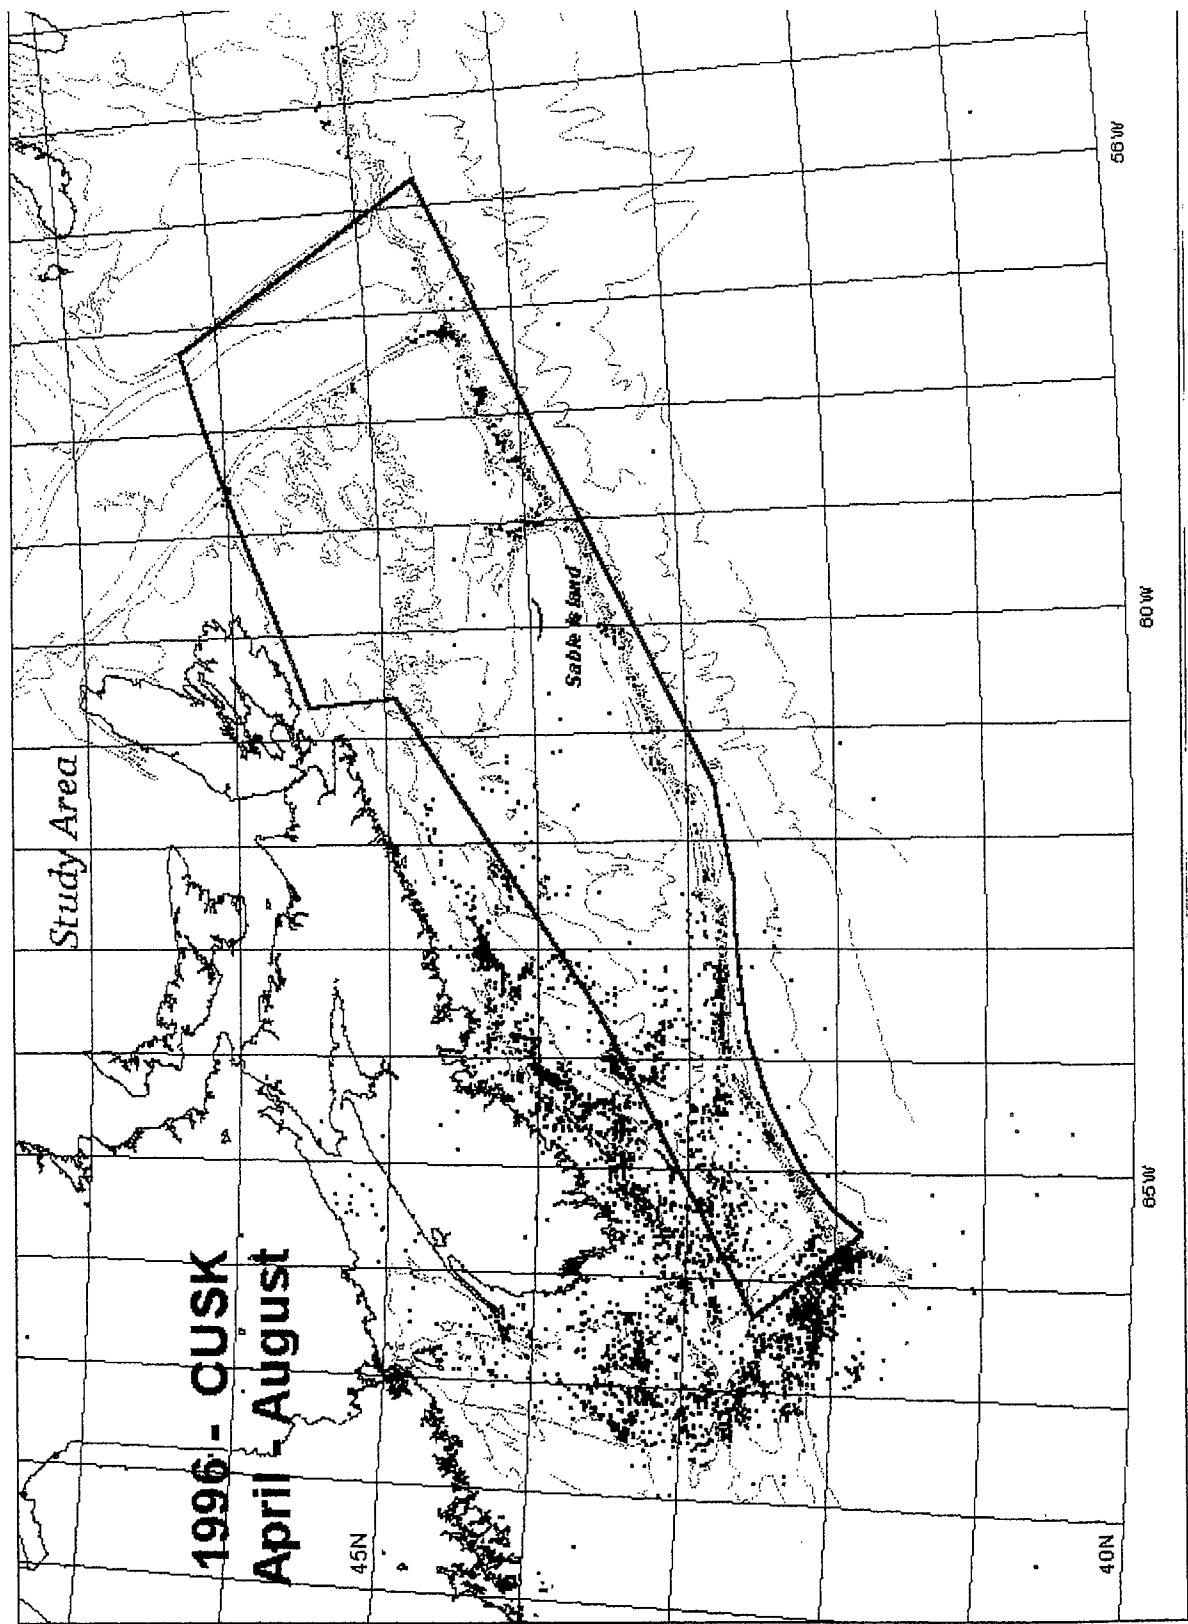 1996 - CUSK
April - August
Study Area
Sable Island
45N
40N
65W
60W
56W